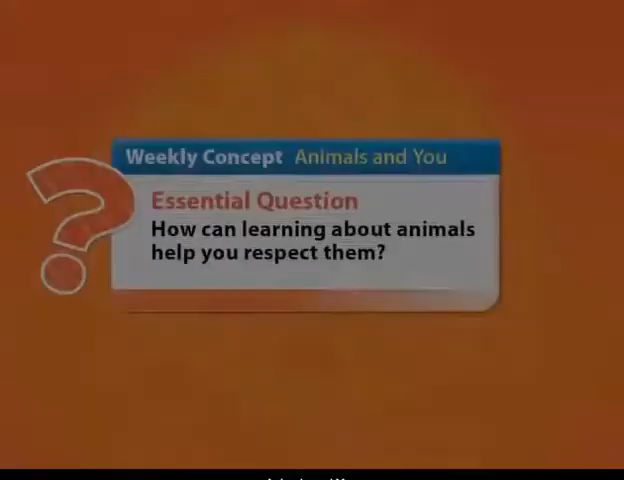 Weekly Concept Animals and You
Essential Question
How can learning about animals
help you respect them?